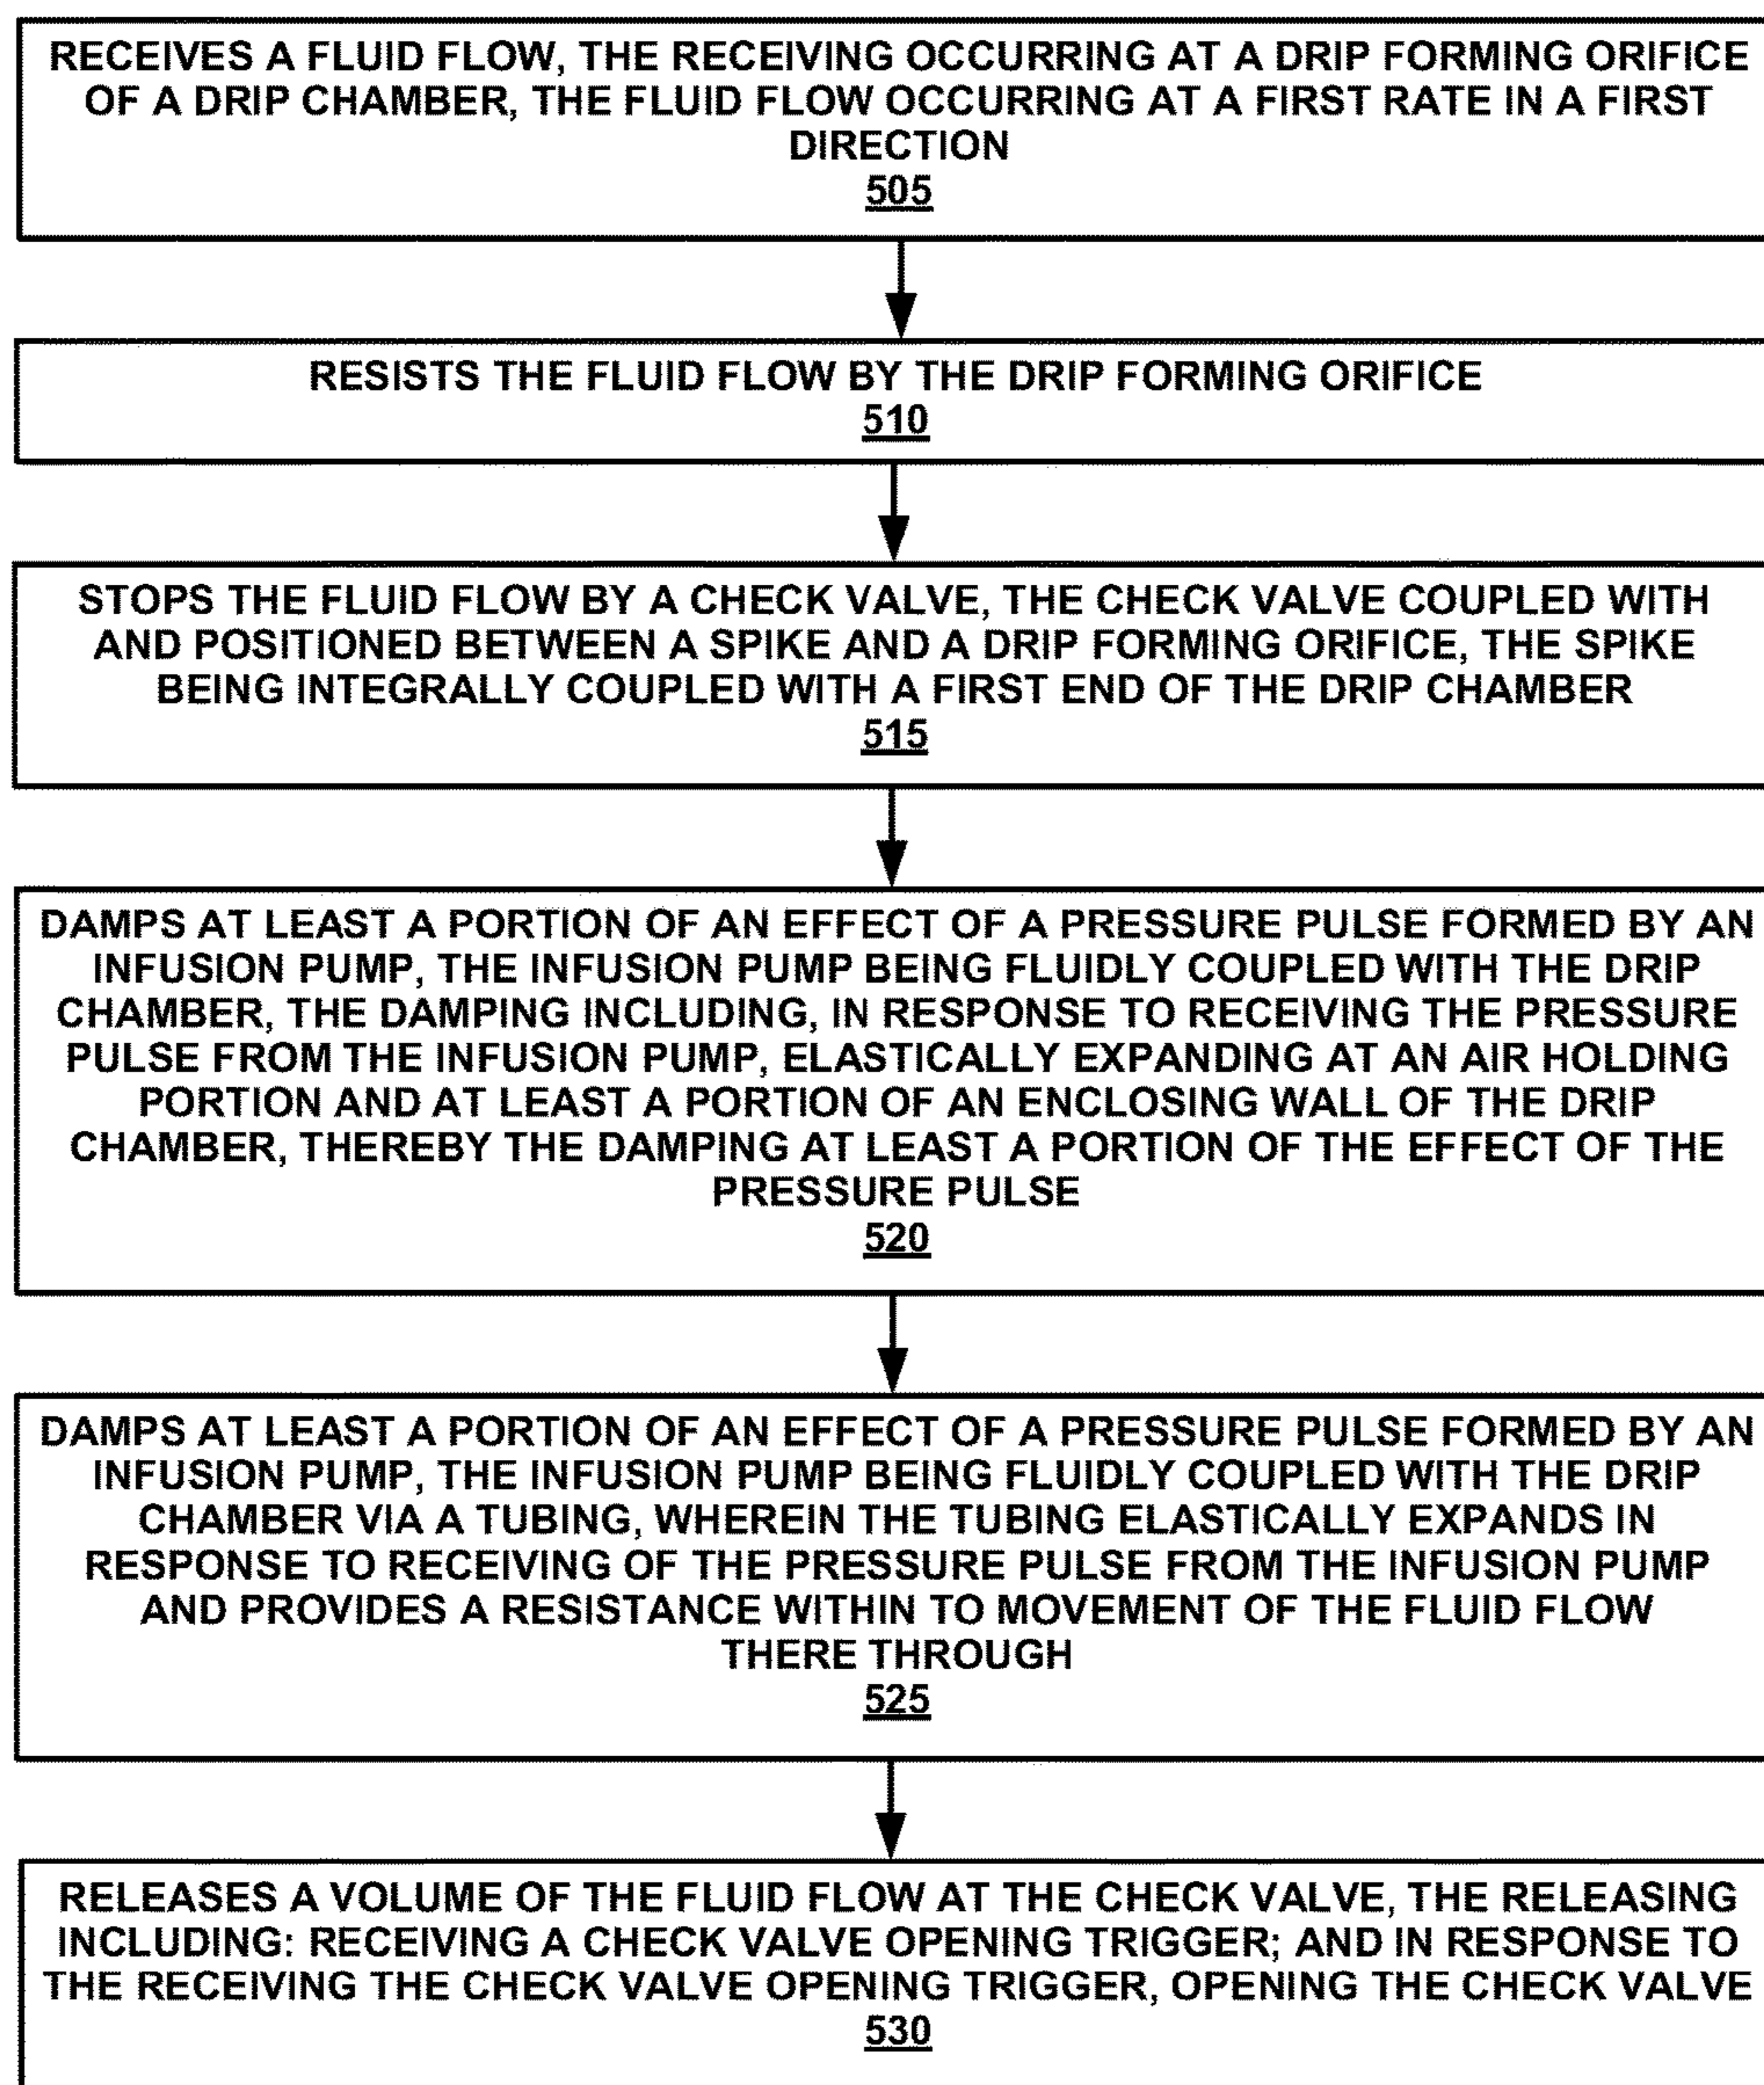 RECEIVES A FLUID FLOW, THE RECEIVING OCCURRING AT A DRIP FORMING ORIFICE
OF A DRIP CHAMBER, THE FLUID FLOW OCCURRING AT A FIRST RATE IN A FIRST
DIRECTION
505
RESISTS THE FLUID FLOW BY THE DRIP FORMING ORIFICE
510
STOPS THE FLUID FLOW BY A CHECK VALVE, THE CHECK VALVE COUPLED WITH
AND POSITIONED BETWEEN A SPIKE AND A DRIP FORMING ORIFICE, THE SPIKE
BEING INTEGRALLY COUPLED WITH A FIRST END OF THE DRIP CHAMBER
515
DAMPS AT LEAST A PORTION OF AN EFFECT OF A PRESSURE PULSE FORMED BY AN
INFUSION PUMP, THE INFUSION PUMP BEING FLUIDLY COUPLED WITH THE DRIP
CHAMBER, THE DAMPING INCLUDING, IN RESPONSE TO RECEIVING THE PRESSURE
PULSE FROM THE INFUSION PUMP, ELASTICALLY EXPANDING AT AN AIR HOLDING
PORTION AND AT LEAST A PORTION OF AN ENCLOSING WALL OF THE DRIP
CHAMBER, THEREBY THE DAMPING AT LEAST A PORTION OF THE EFFECT OF THE
PRESSURE PULSE
520
DAMPS AT LEAST A PORTION OF AN EFFECT OF A PRESSURE PULSE FORMED BY AN
INFUSION PUMP, THE INFUSION PUMP BEING FLUIDLY COUPLED WITH THE DRIP
CHAMBER VIA A TUBING, WHEREIN THE TUBING ELASTICALLY EXPANDS IN
RESPONSE TO RECEIVING OF THE PRESSURE PULSE FROM THE INFUSION PUMP
AND PROVIDES A RESISTANCE WITHIN TO MOVEMENT OF THE FLUID FLOW
THERE THROUGH
525
RELEASES A VOLUME OF THE FLUID FLOW AT THE CHECK VALVE, THE RELEASING
INCLUDING: RECEIVING A CHECK VALVE OPENING TRIGGER; AND IN RESPONSE TO
THE RECEIVING THE CHECK VALVE OPENING TRIGGER, OPENING THE CHECK VALVE
530